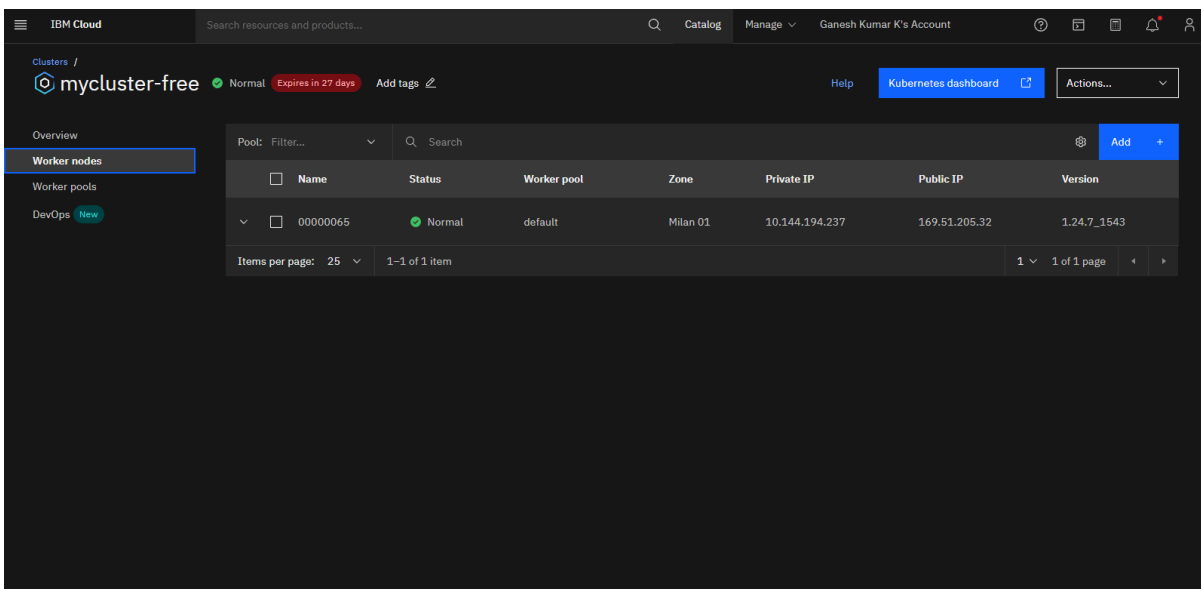 IBM Cloud Search resources and products... Catalog Manage Ganesh Kumar K's Account
Clusters /
mycluster-free Normal Expires in 27 days Add tags Help Kubernetes dashboard Actions...
Overview
Worker nodes
Worker pools
DevOps New
Pool: Filter... Search Add +
Name Status Worker pool Zone Private IP Public IP Version
00000065 Normal default Milan 01 10.144.194.237 169.51.205.32 1.24.7_1543
Items per page: 25 1–1 of 1 item 1 1 of 1 page